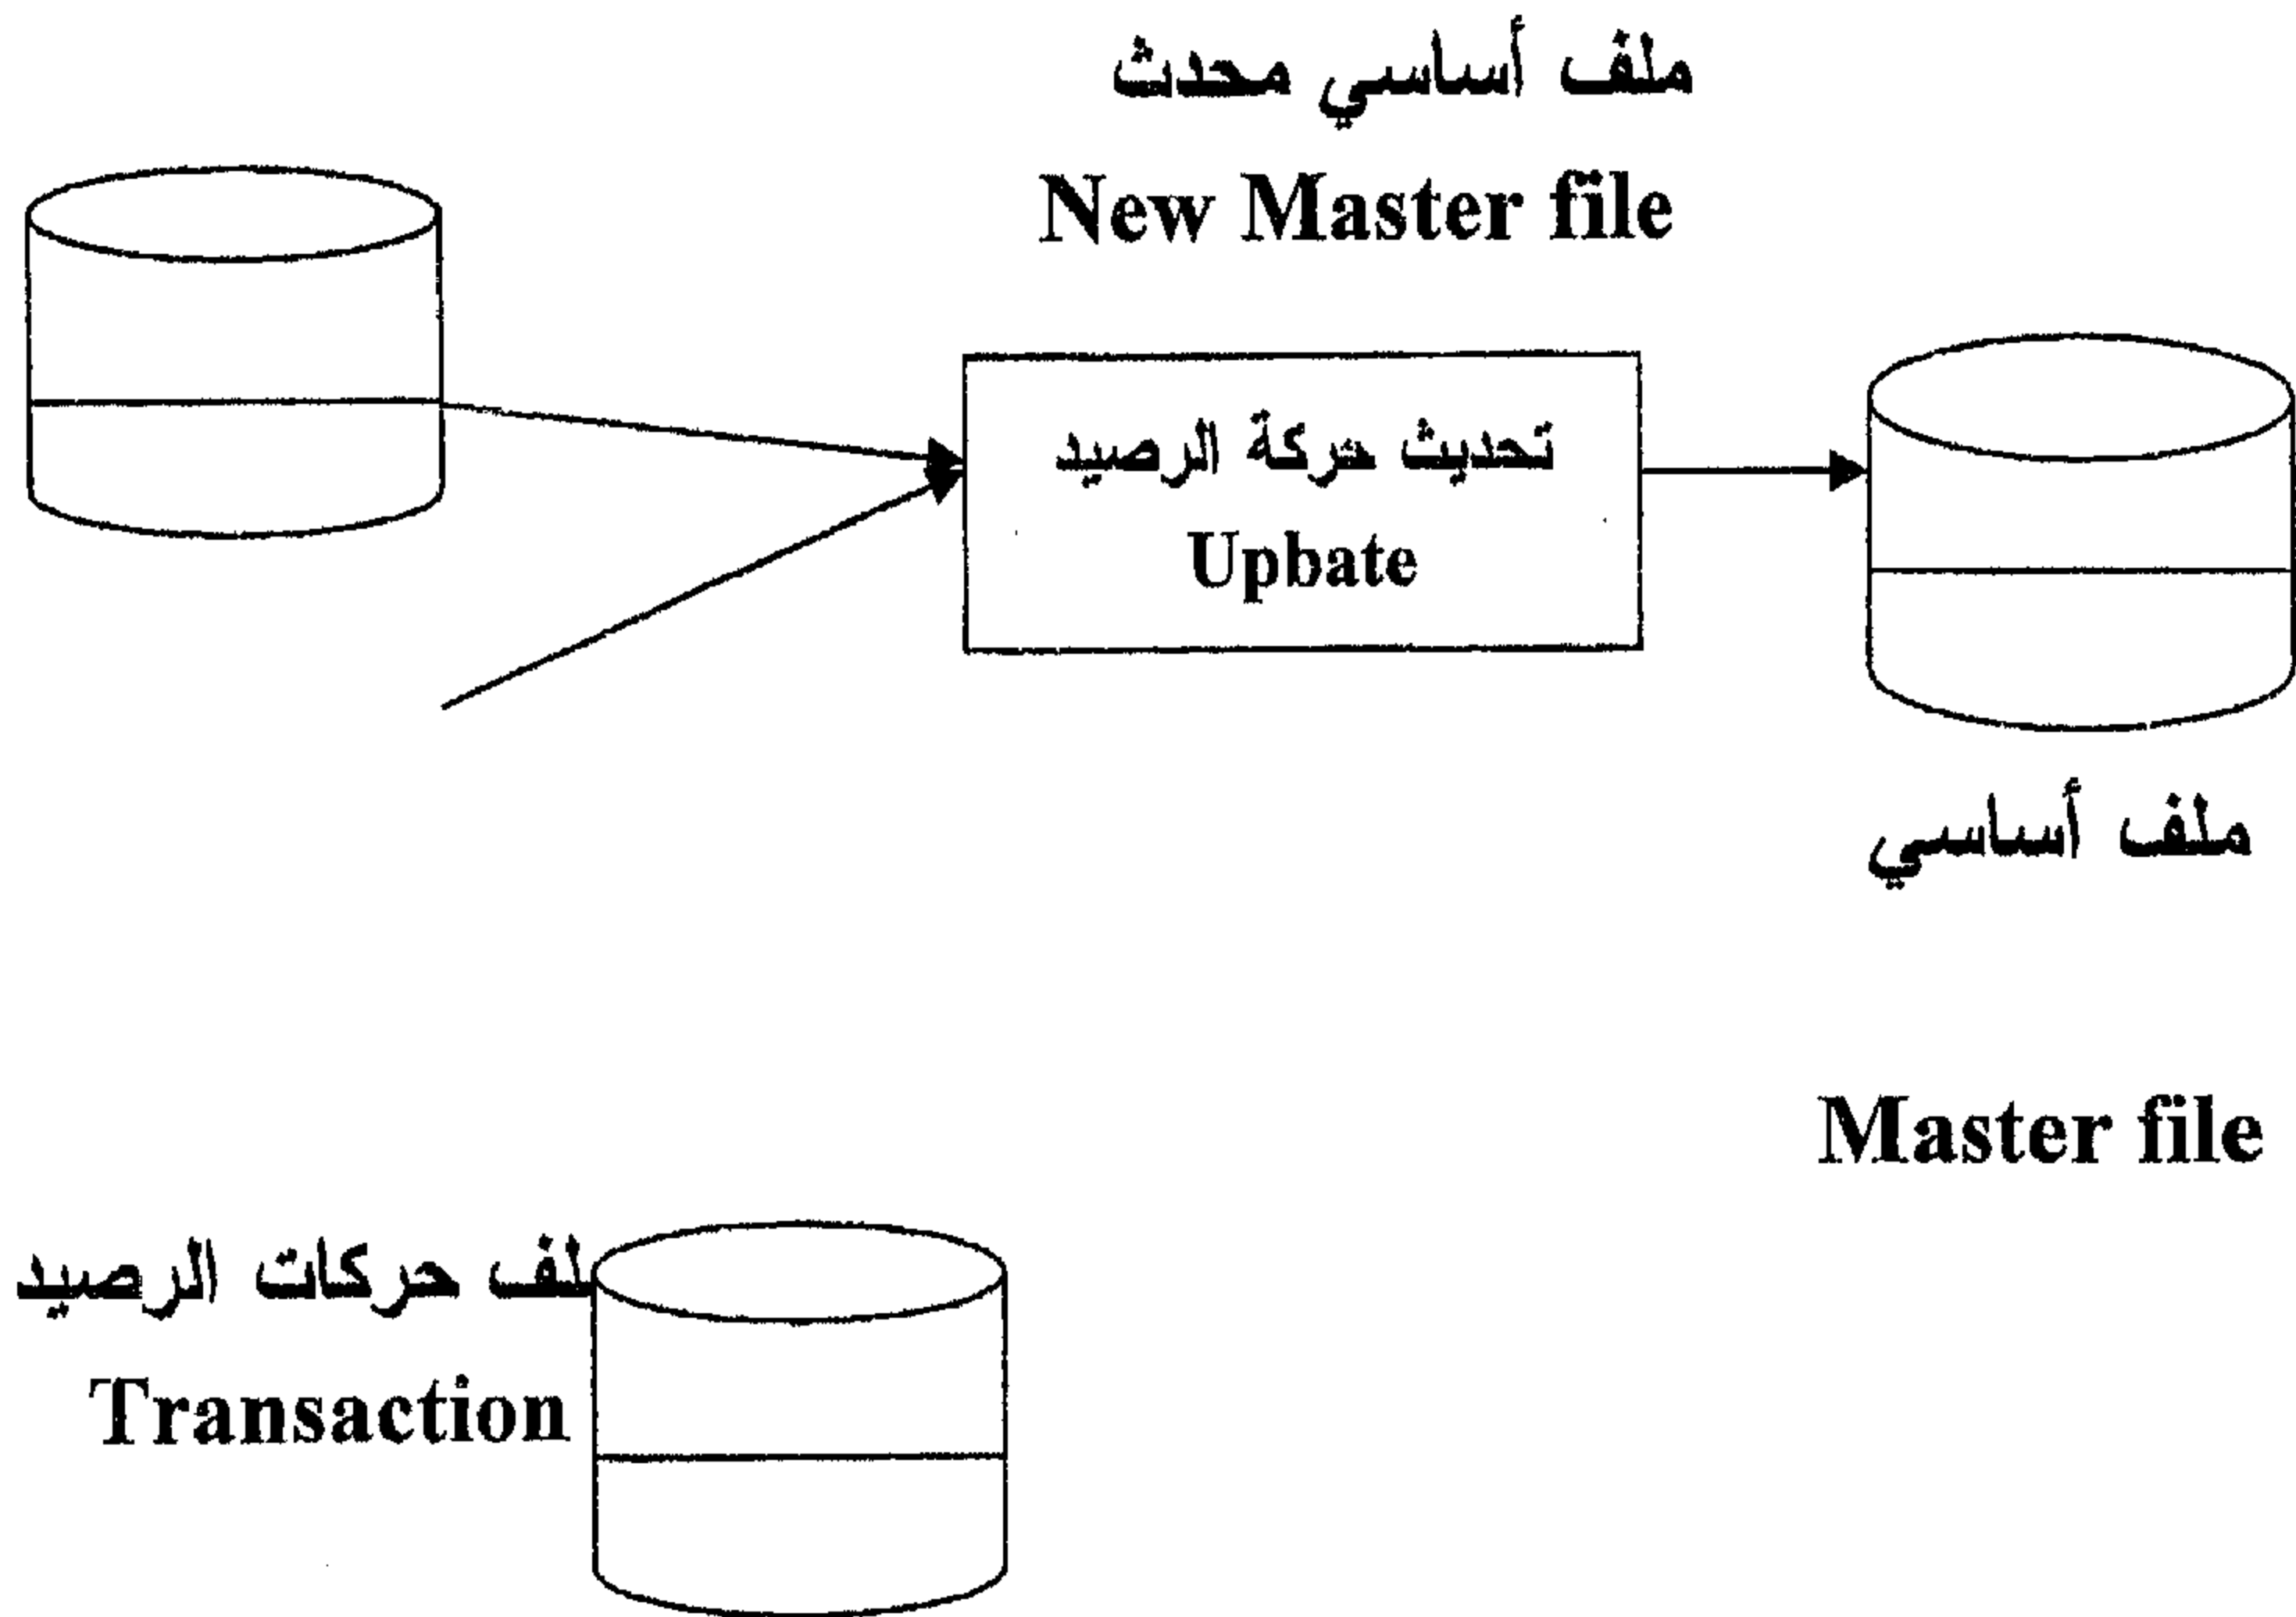 ملف أساسي محدث
New Master file
تحديث حركة الرصيد
Upbate
ملف أساسي
Master file
لف حركات الرصيد
Transaction